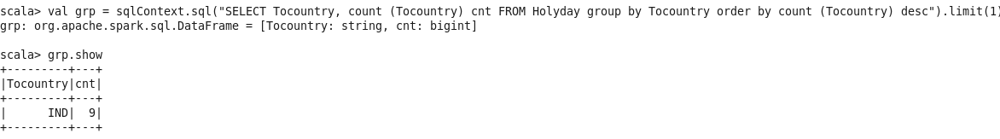 scala> val grp = sqlContext.sql("SELECT Tocountry, count (Tocountry) cnt FROM Holyday group by Tocountry order by count (Tocountry) desc").limit(1)
grp: org.apache.spark.sql.DataFrame = [Tocountry: string, cnt: bigint]
scala> grp.show
+---------+---+
|Tocountry|cnt|
+---------+---+
|      IND|  9|
+---------+---+